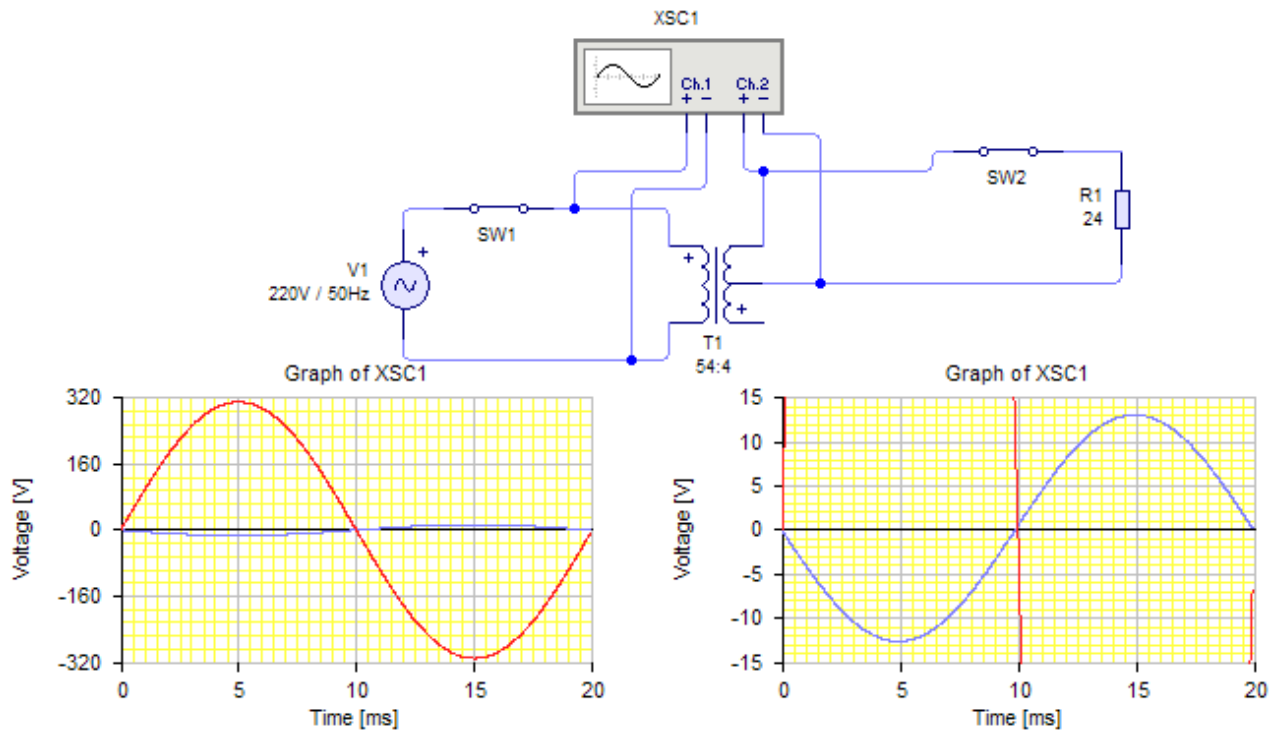 XSC1
Ch.1 Ch.2
+ − + −
SW2
R1
24
SW1
+
V1
220V / 50Hz
+
+
T1
54:4
Graph of XSC1
320
160
0
-160
-320
Voltage [V]
0 5 10 15 20
Time [ms]
Graph of XSC1
15
10
5
0
-5
-10
-15
Voltage [V]
0 5 10 15 20
Time [ms]